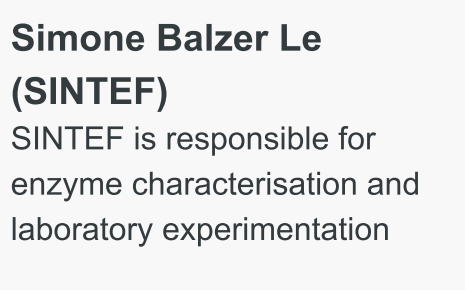 Simone Balzer Le
(SINTEF)
SINTEF is responsible for
enzyme characterisation and
laboratory experimentation